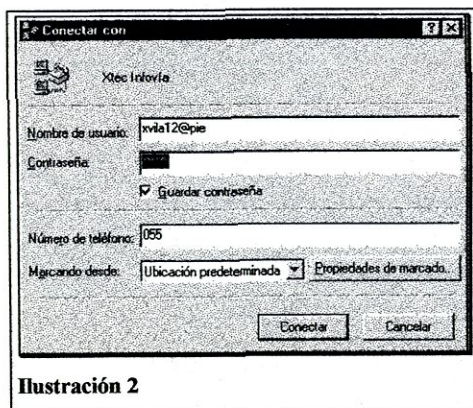 Conectar con
Xtec Infovía
Nombre de usuario: xvila12@pie
Contraseña:
Guardar contraseña
Número de teléfono: 055
Marcando desde: Ubicación predeterminada Propiedades de marcado...
Conectar Cancelar
Ilustración 2